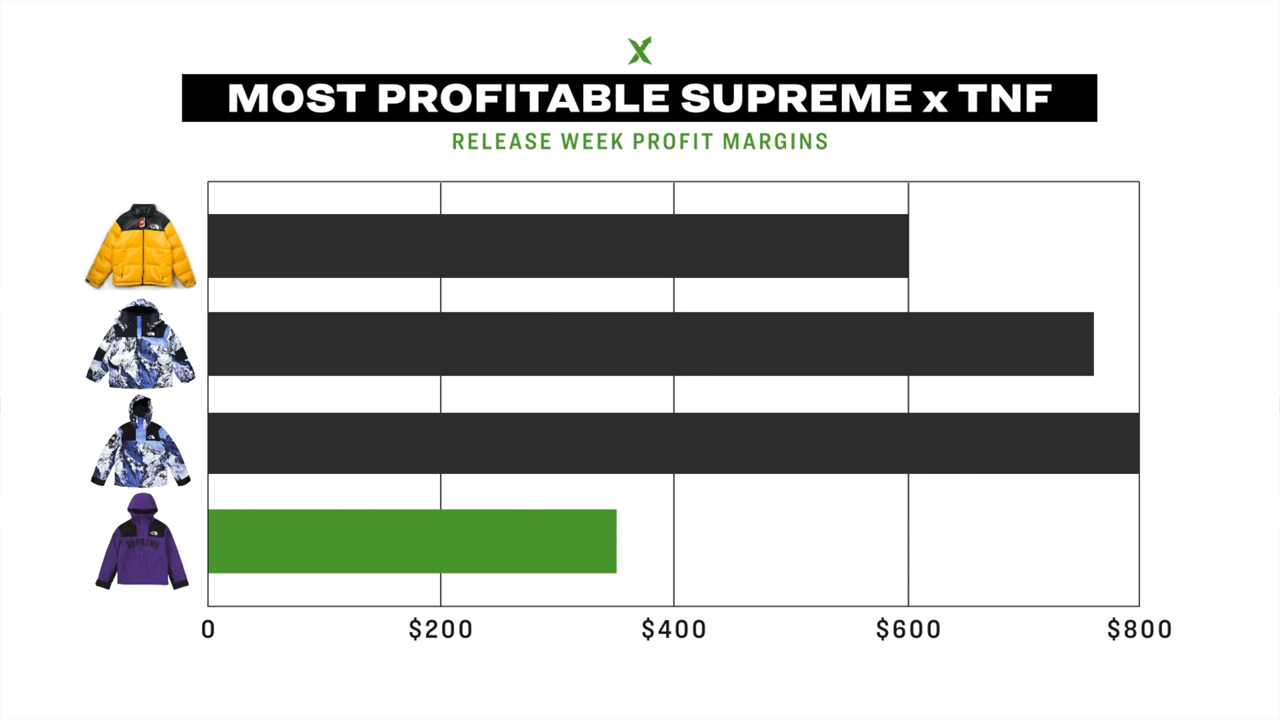 MOST PROFITABLE SUPREME x TNF
RELEASE WEEK PROFIT MARGINS
0 $200 $400 $600 $800